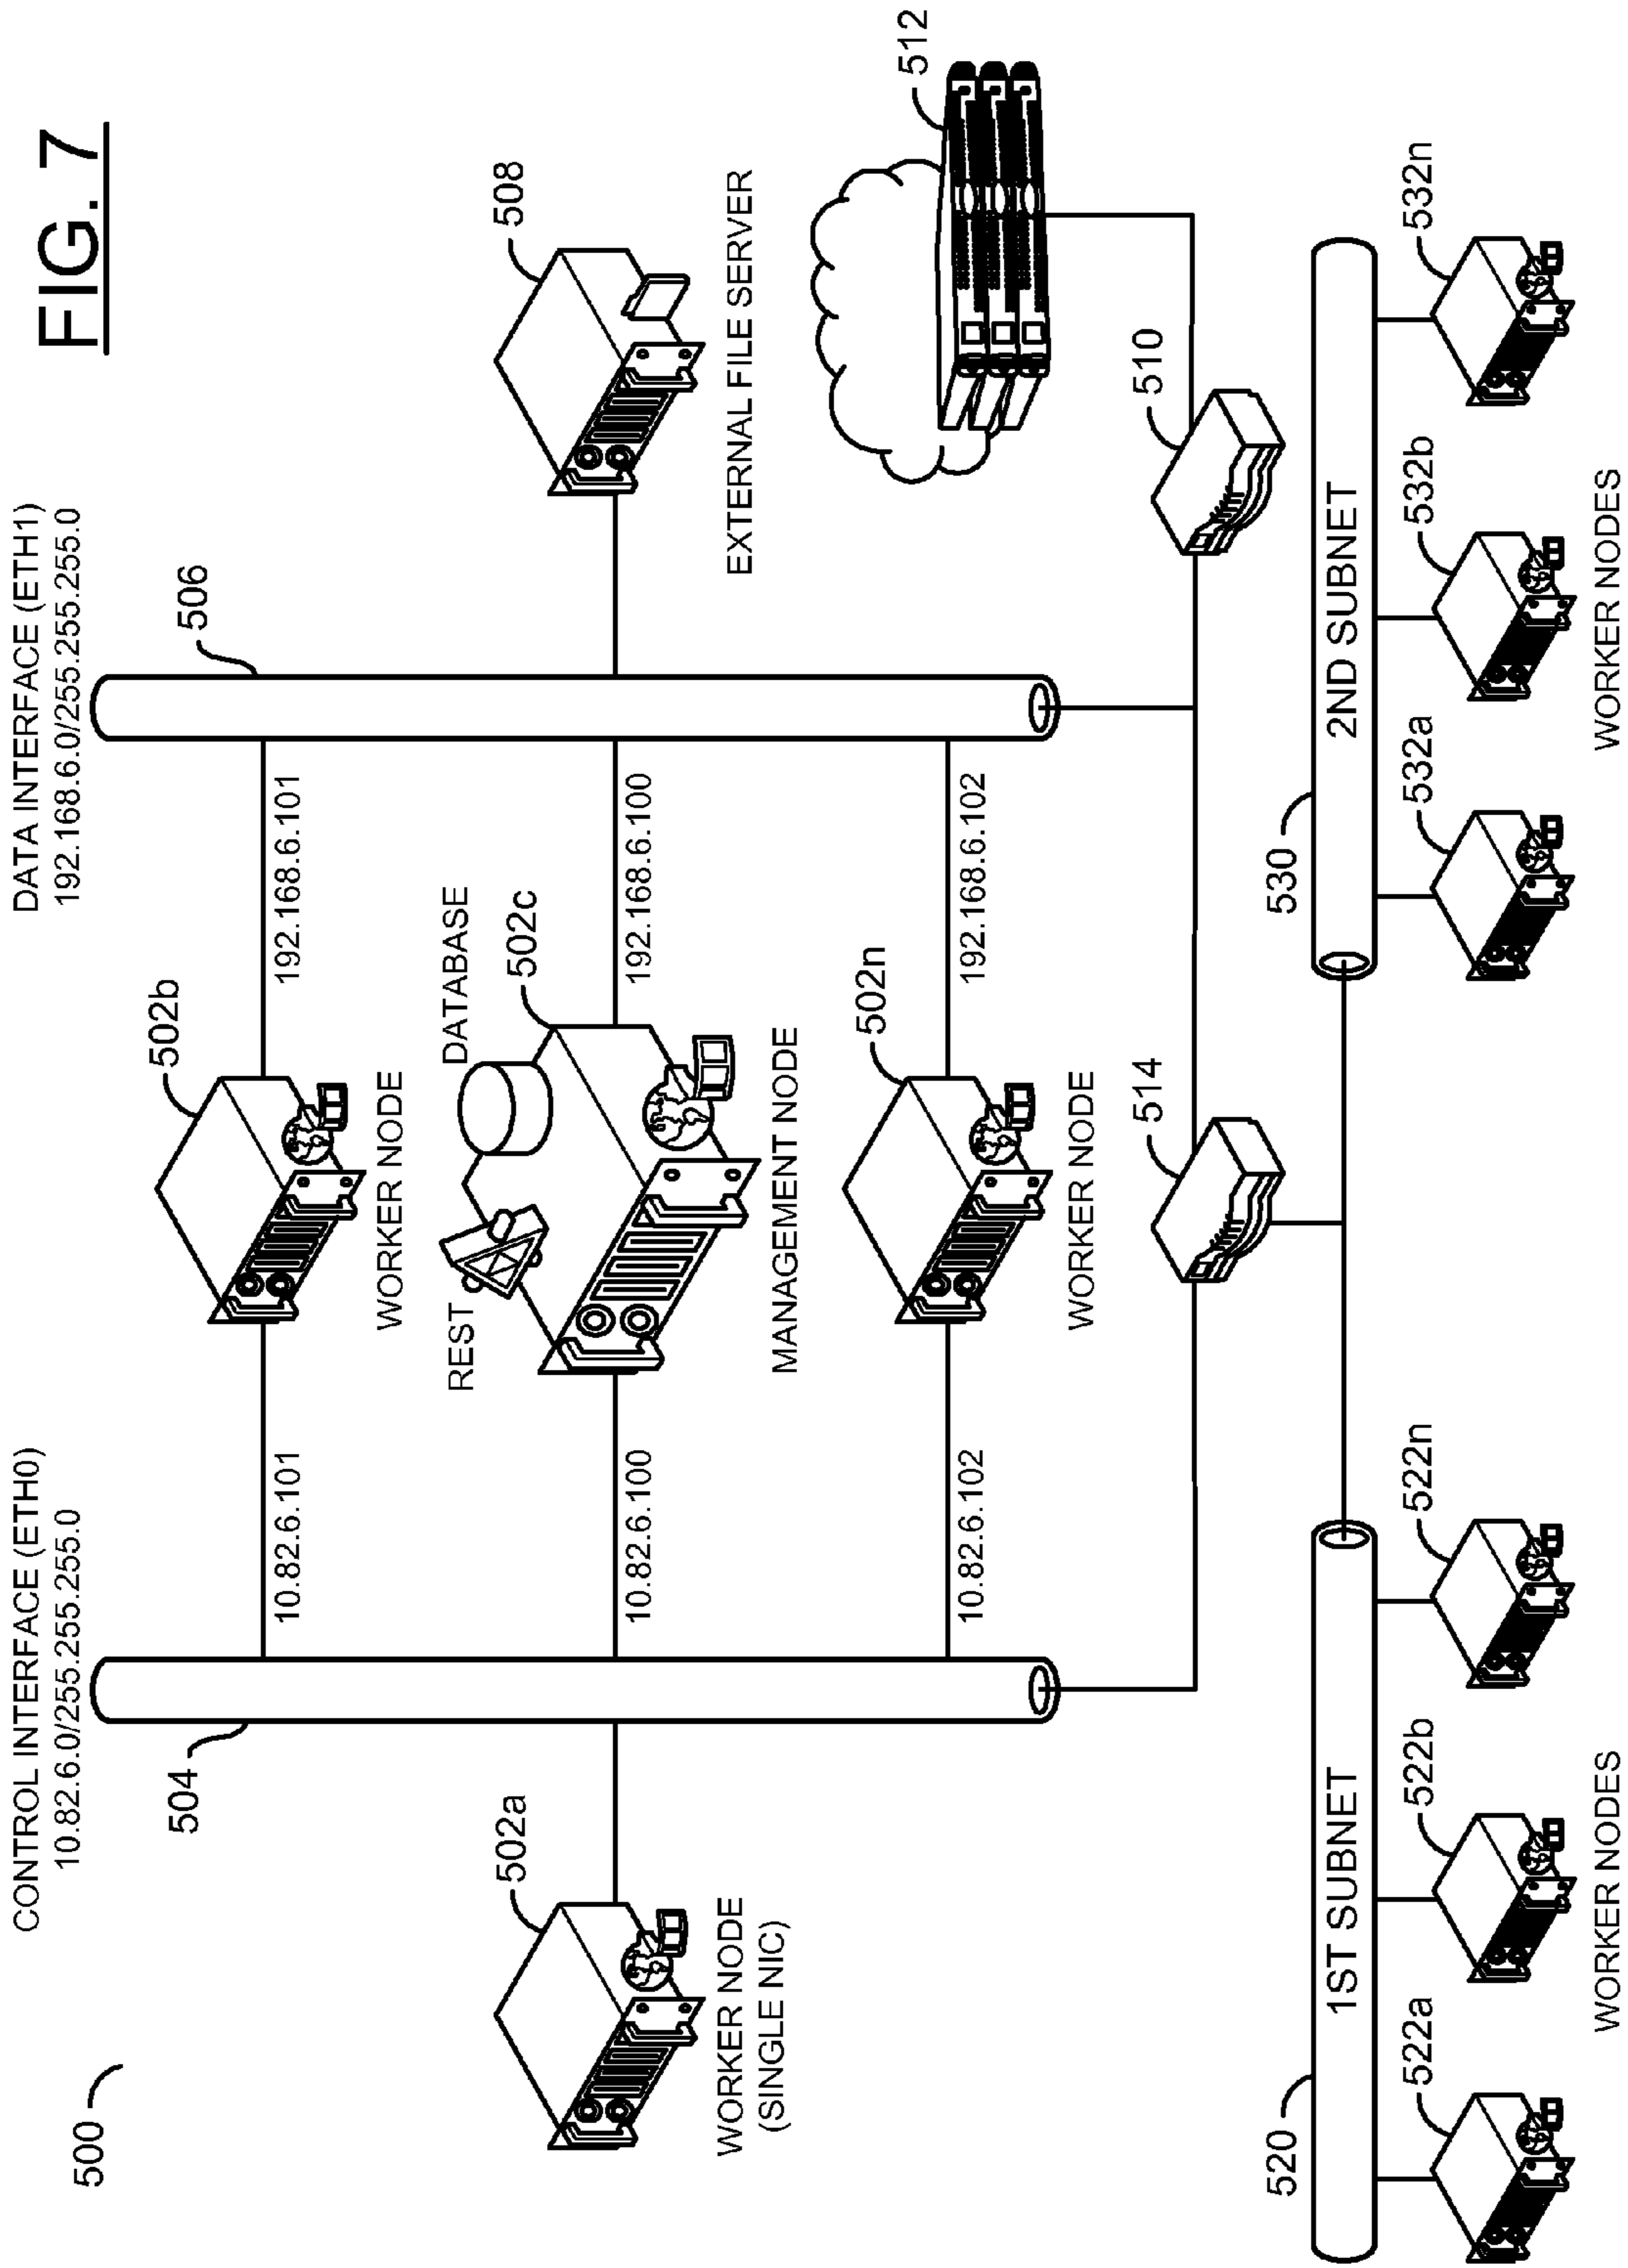 FIG. 7
500
CONTROL INTERFACE (ETH0)
10.82.6.0/255.255.255.0
DATA INTERFACE (ETH1)
192.168.6.0/255.255.255.0
504
506
502a
WORKER NODE
(SINGLE NIC)
10.82.6.101
502b
WORKER NODE
192.168.6.101
REST
DATABASE
502c
10.82.6.100
MANAGEMENT NODE
192.168.6.100
508
EXTERNAL FILE SERVER
10.82.6.102
502n
WORKER NODE
192.168.6.102
512
514
510
520
1ST SUBNET
530
2ND SUBNET
522a
522b
522n
532a
532b
532n
WORKER NODES
WORKER NODES